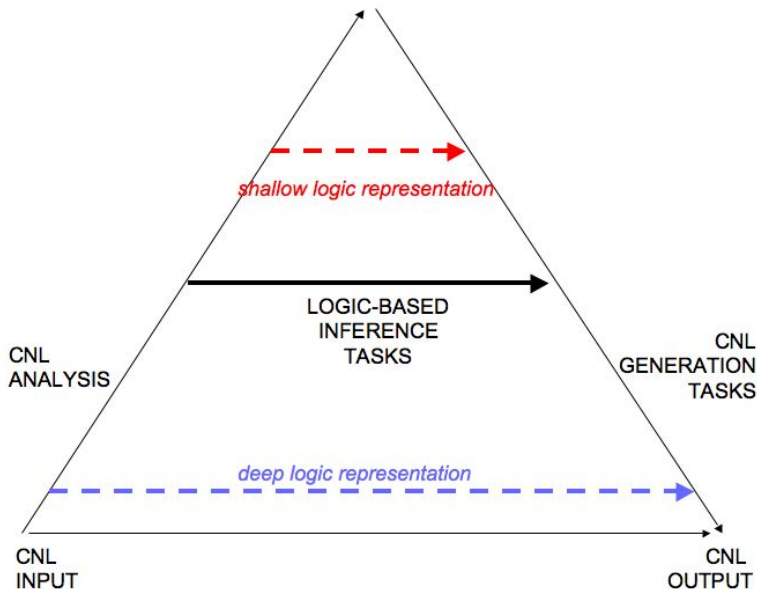 shallow logic representation
LOGIC-BASED
INFERENCE
TASKS
CNL
ANALYSIS
CNL
GENERATION
TASKS
deep logic representation
CNL
INPUT
CNL
OUTPUT